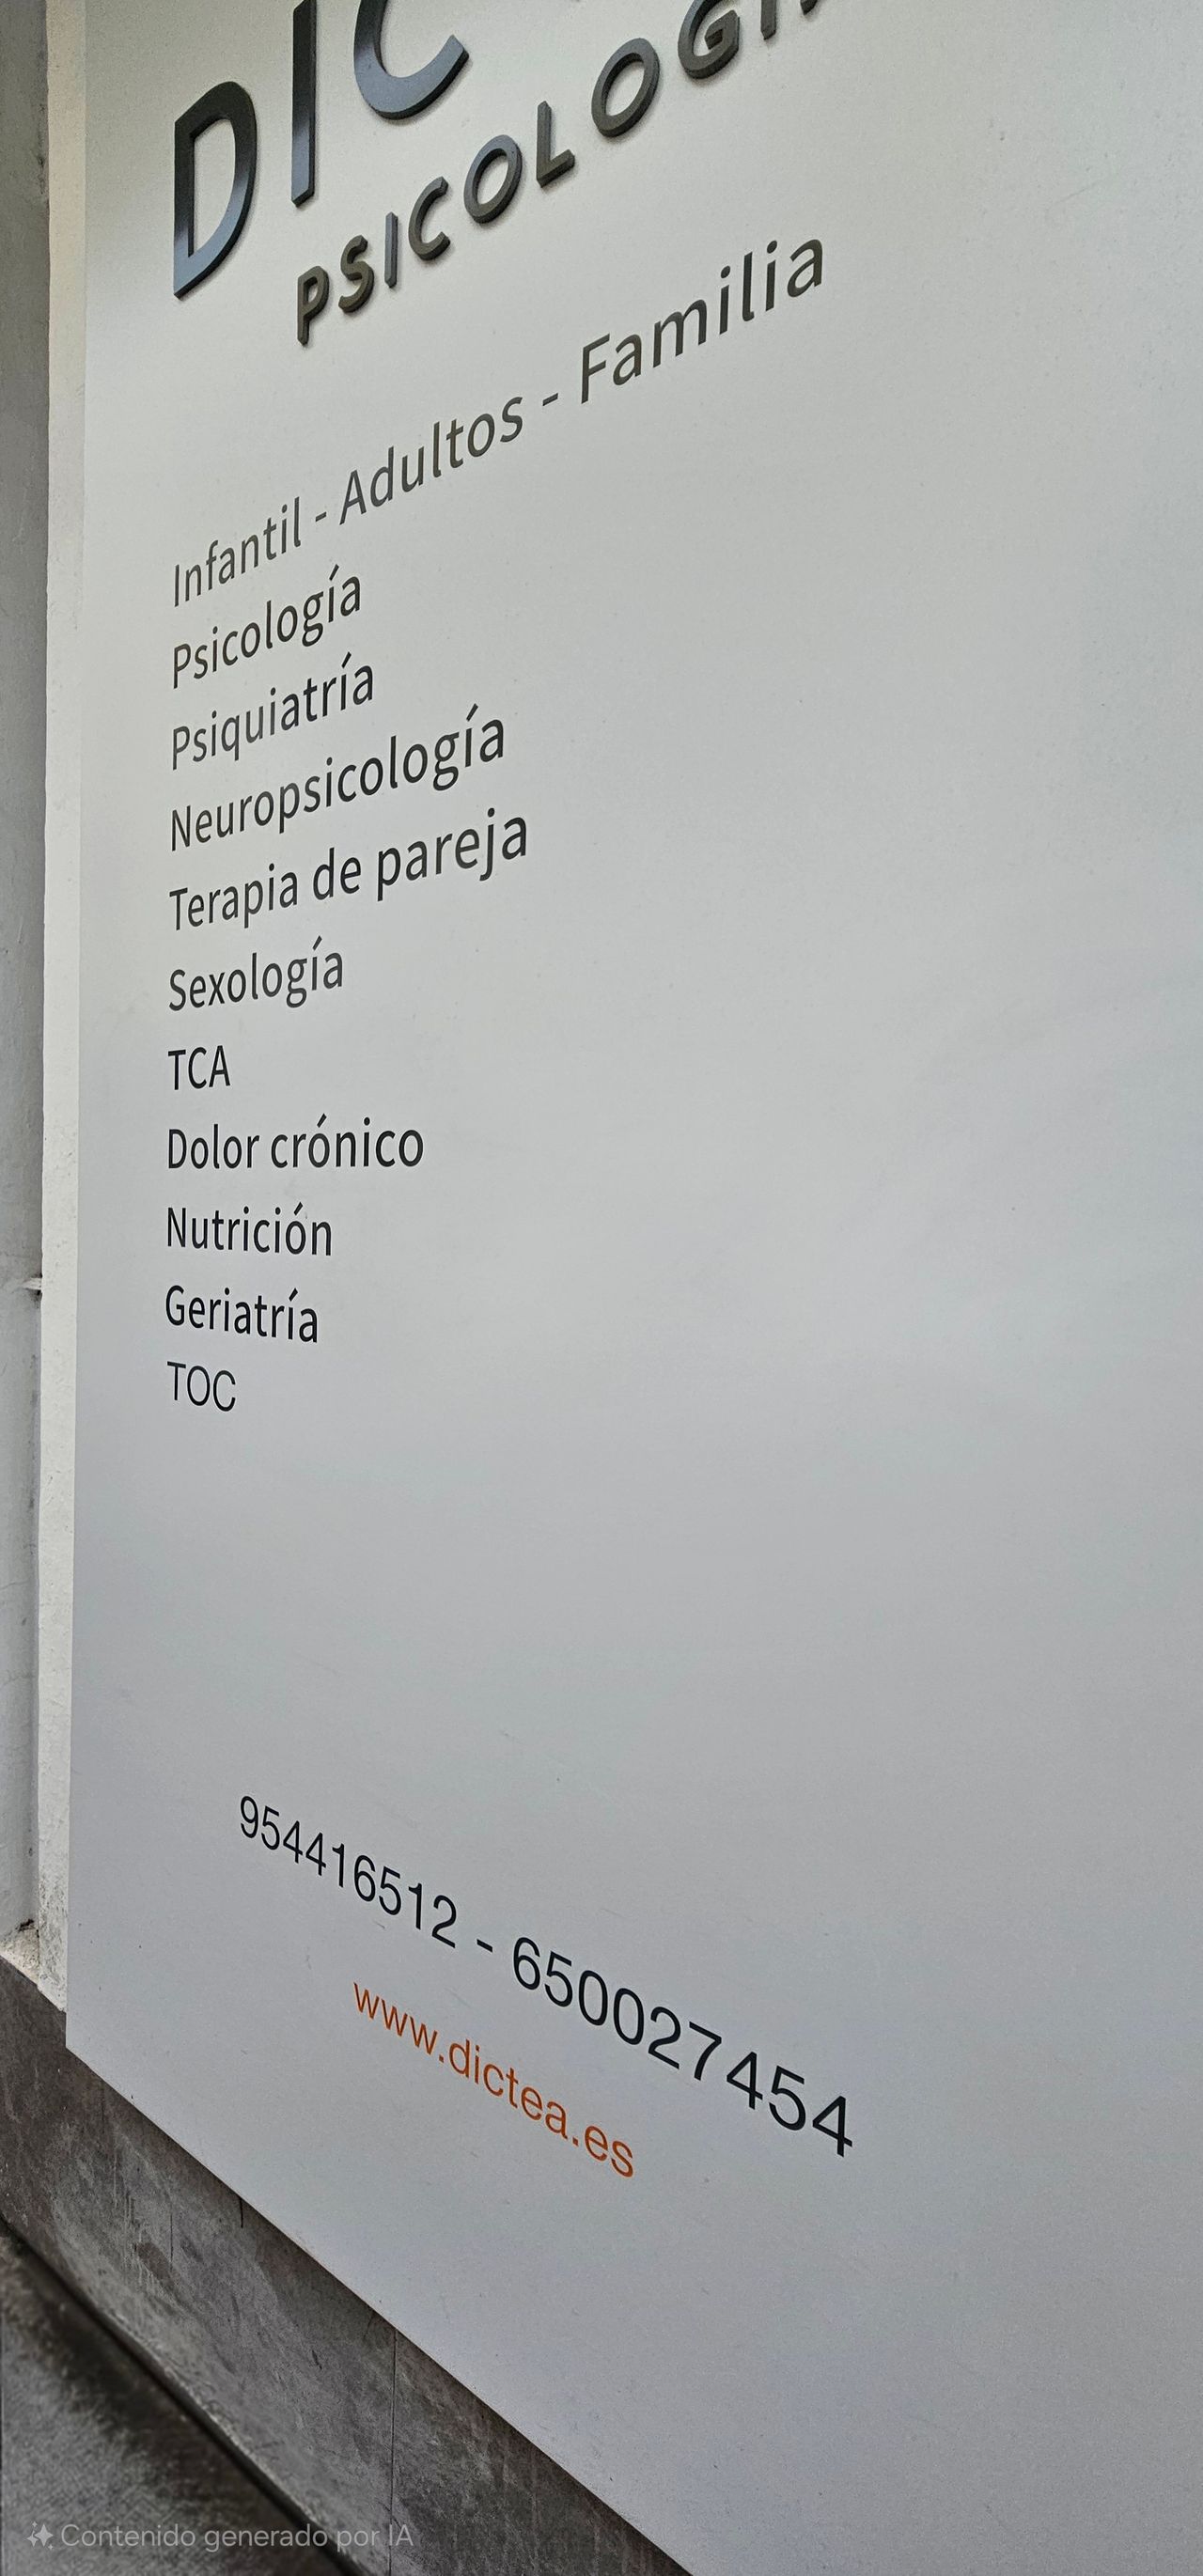 DIC
PSICOLOGÍ
Infantil - Adultos - Familia
Psicología
Psiquiatría
Neuropsicología
Terapia de pareja
Sexología
TCA
Dolor crónico
Nutrición
Geriatría
TOC
954416512 - 650027454
www.dictea.es
Contenido generado por IA